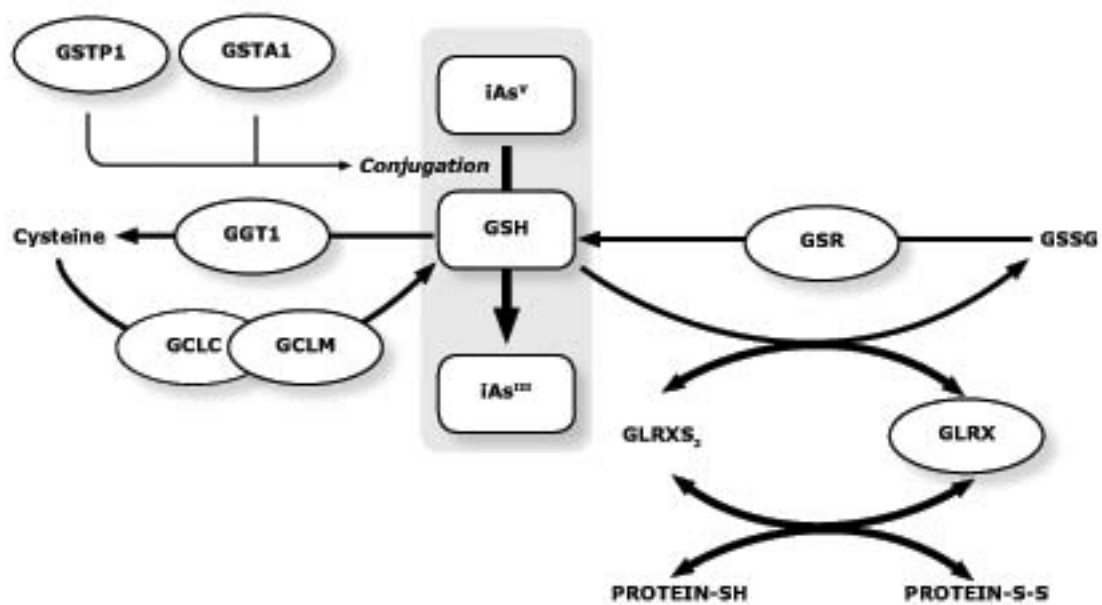 GSTP1
GSTA1
iAsⱽ
Conjugation
Cysteine
GGT1
GSH
GSR
GSSG
GCLC
GCLM
iAsᴵᴵᴵ
GLRXS₂
GLRX
PROTEIN-SH
PROTEIN-S-S